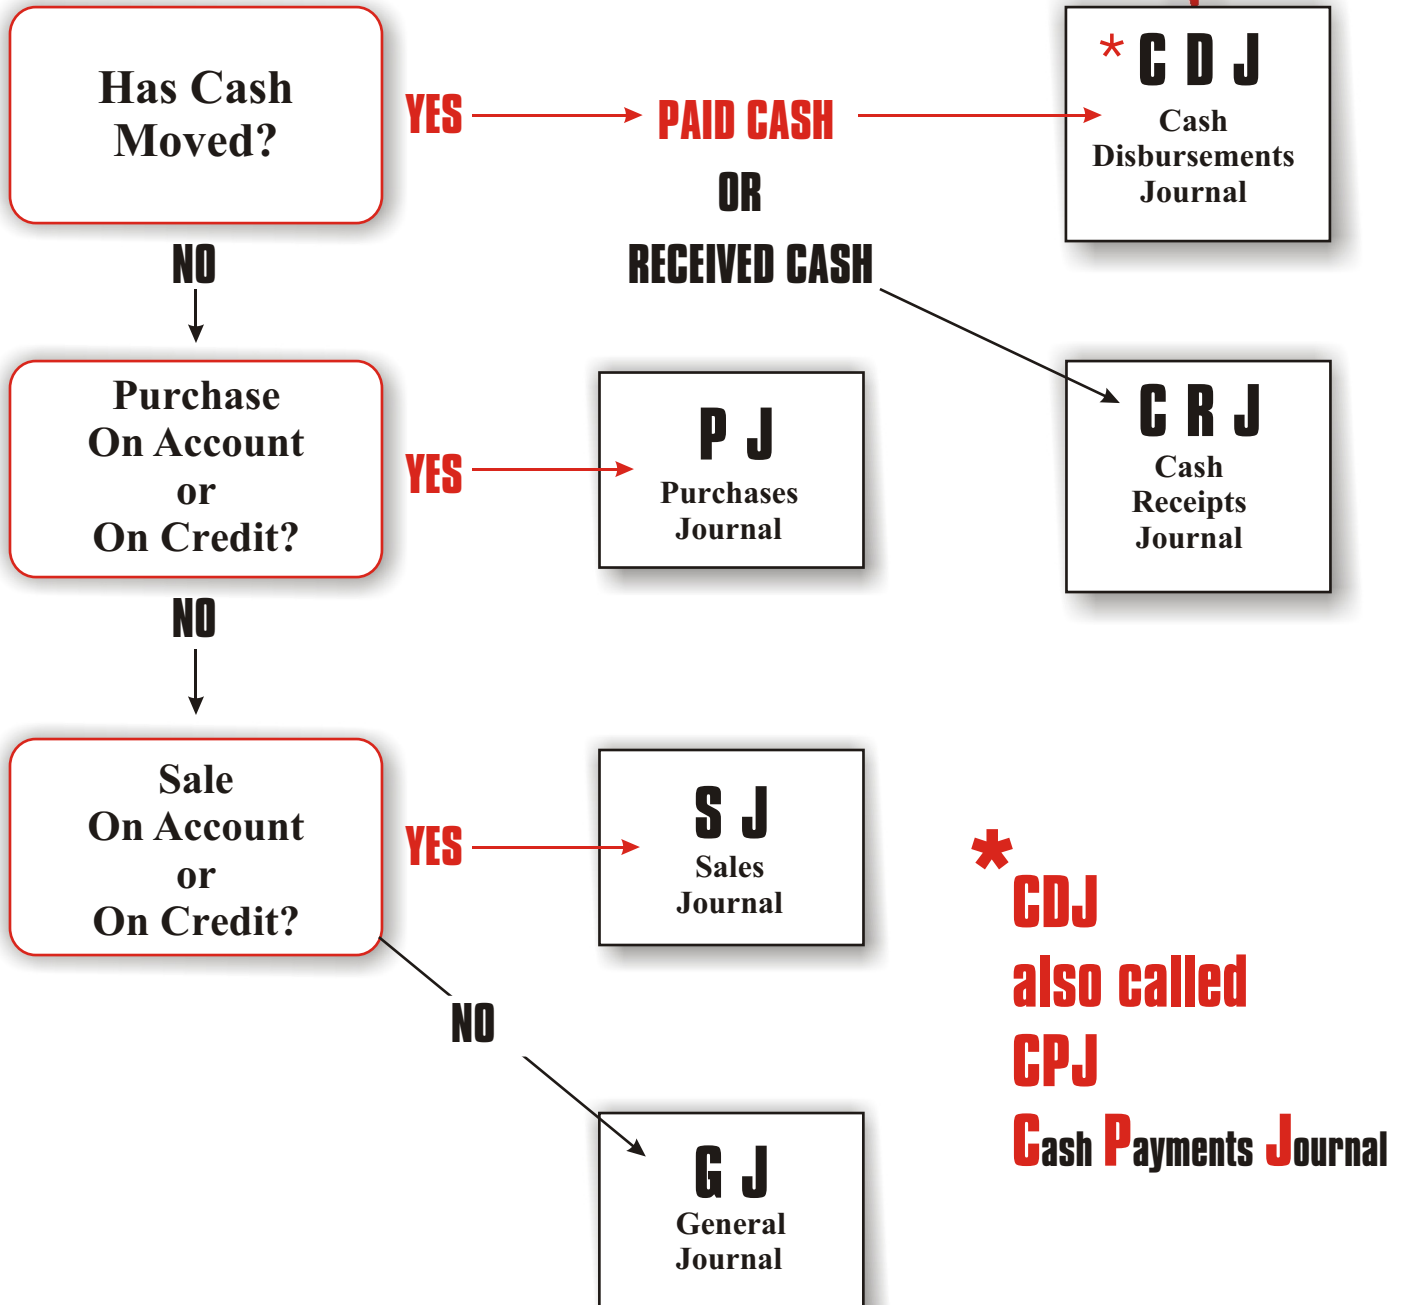 Has Cash
Moved?
YES
PAID CASH
OR
RECEIVED CASH
* C D J
Cash
Disbursements
Journal
NO
Purchase
On Account
or
On Credit?
YES
P J
Purchases
Journal
C R J
Cash
Receipts
Journal
NO
Sale
On Account
or
On Credit?
YES
S J
Sales
Journal
NO
G J
General
Journal
*
CDJ
also called
CPJ
Cash Payments Journal